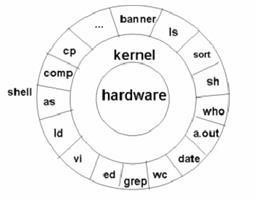 banner
...
ls
cp
kernel
sort
comp
hardware
sh
shell
as
who
ld
a.out
vi
date
ed
grep
wc